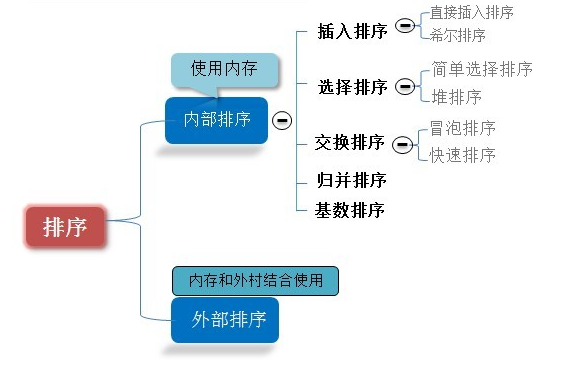 直接插入排序
插入排序
希尔排序
使用内存
简单选择排序
选择排序
堆排序
内部排序
冒泡排序
交换排序
快速排序
归并排序
基数排序
排序
内存和外村结合使用
外部排序